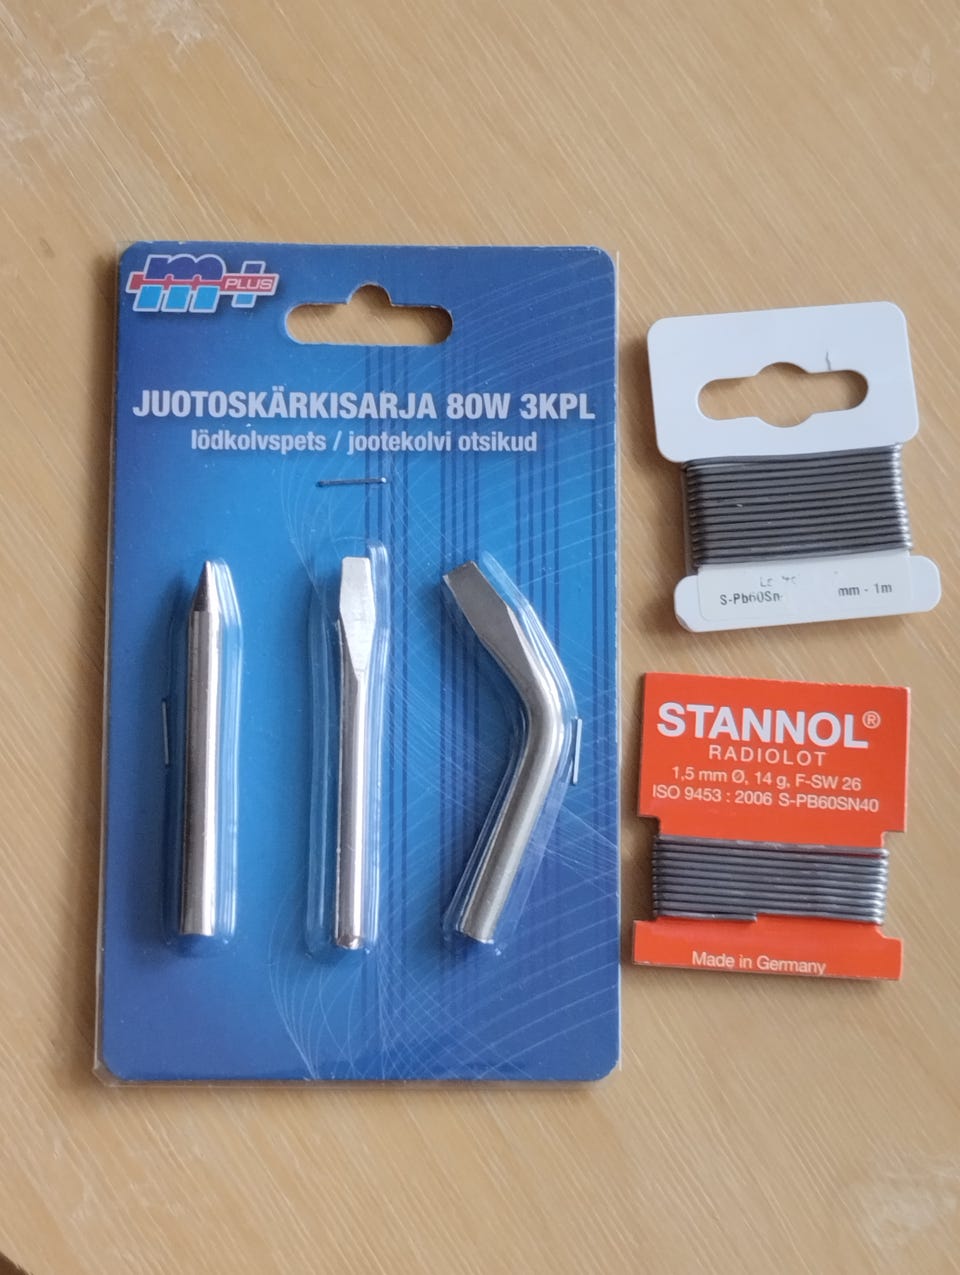 m+ PLUS
JUOTOSKÄRKISARJA 80W 3KPL
lödkolvspets / jootekolvi otsikud
S-Pb60Sn
mm - 1m
STANNOL®
RADIOLOT
1,5 mm Ø, 14 g, F-SW 26
ISO 9453 : 2006 S-PB60SN40
Made in Germany